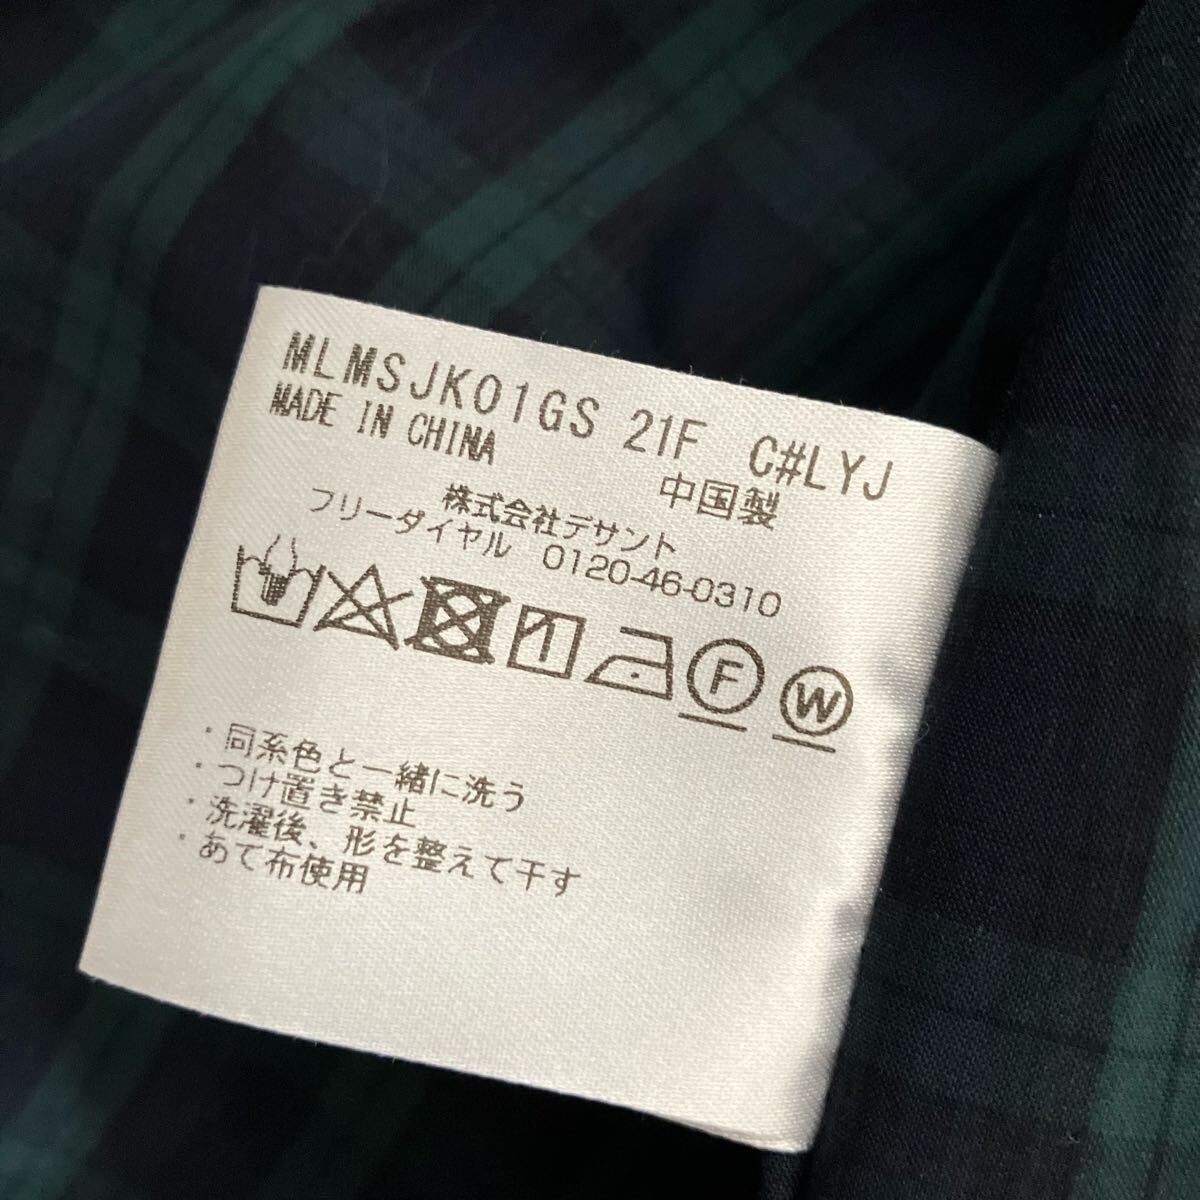 MLMSJK01GS 21F C#LYJ
MADE IN CHINA 中国製
株式会社デサント
フリーダイヤル 0120-46-0310
F W
・同系色と一緒に洗う
・つけ置き禁止
・洗濯後、形を整えて干す
・あて布使用